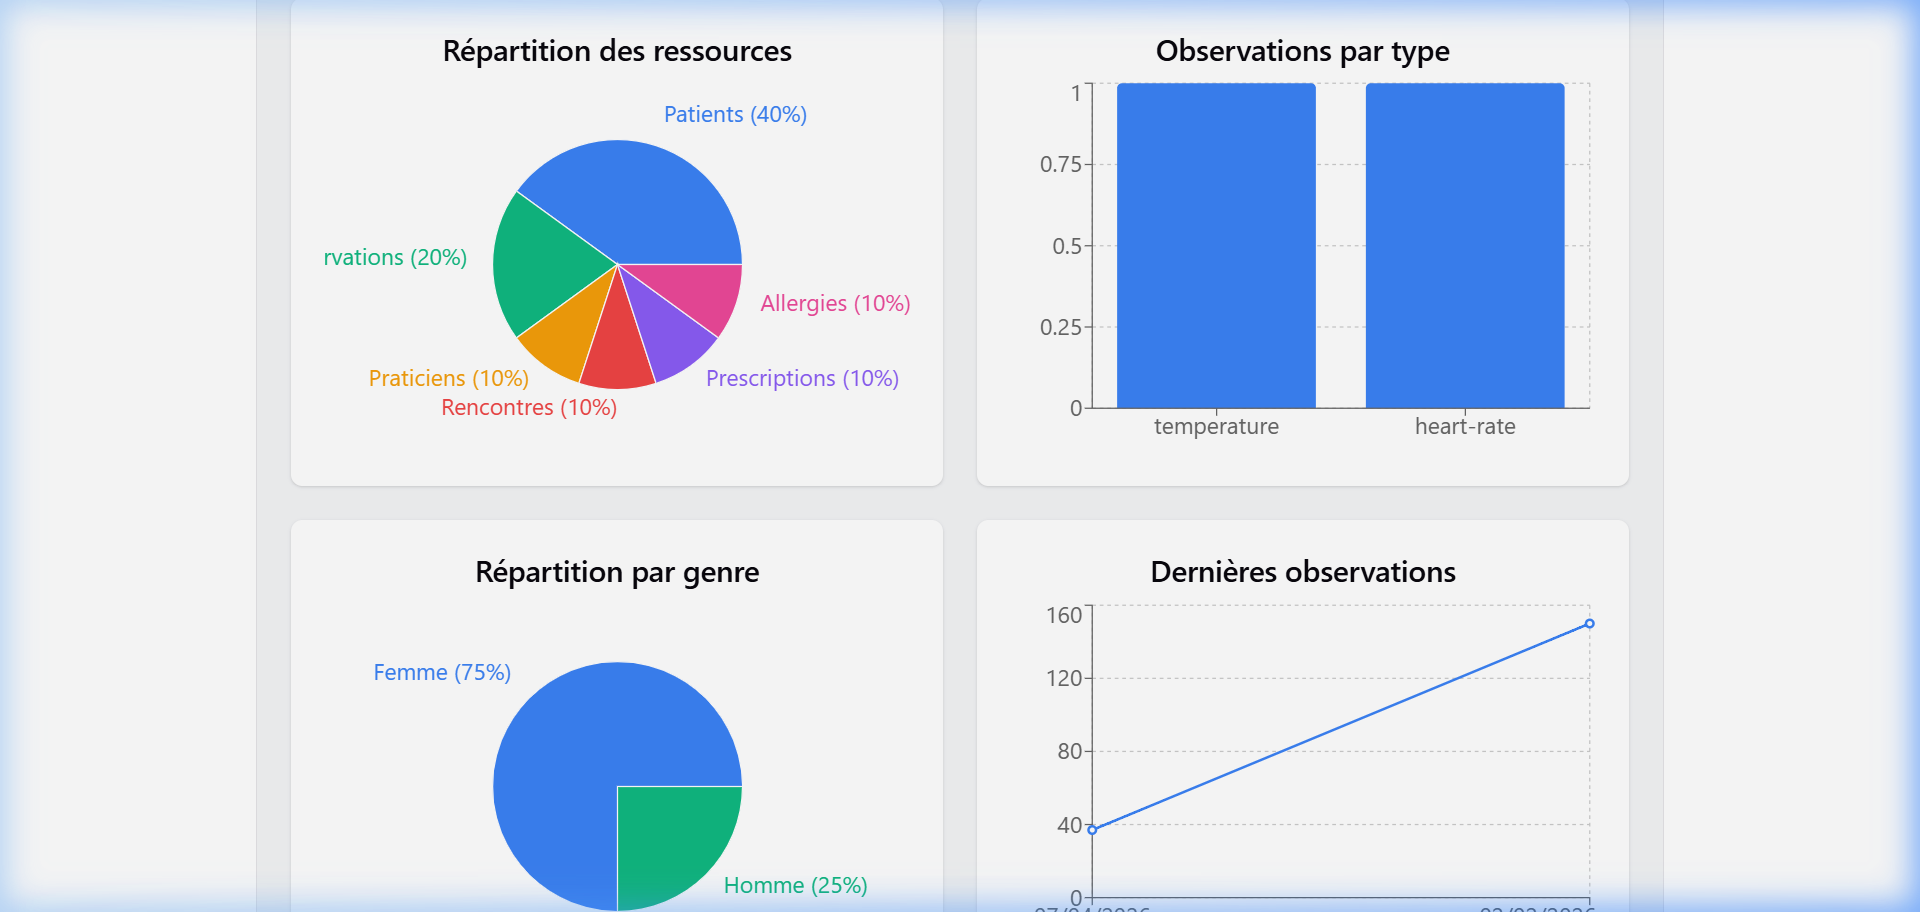 Répartition des ressources
Patients (40%)
rvations (20%)
Allergies (10%)
Praticiens (10%)
Prescriptions (10%)
Rencontres (10%)
Observations par type
1
0.75
0.5
0.25
0
temperature
heart-rate
Répartition par genre
Femme (75%)
Homme (25%)
Dernières observations
160
120
80
40
0